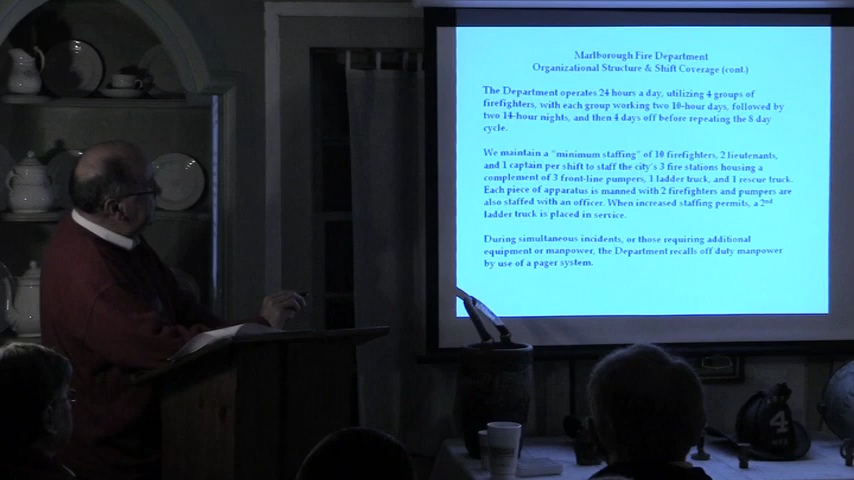 Marlborough Fire Department
Organizational Structure & Shift Coverage (cont.)
The Department operates 24 hours a day, utilizing 4 groups of
firefighters, with each group working two 10-hour days, followed by
two 14-hour nights, and then 4 days off before repeating the 8 day
cycle.
We maintain a “minimum staffing” of 10 firefighters, 2 lieutenants,
and 1 captain per shift to staff the city’s 3 fire stations housing a
complement of 3 front-line pumpers, 1 ladder truck, and 1 rescue truck.
Each piece of apparatus is manned with 2 firefighters and pumpers are
also staffed with an officer. When increased staffing permits, a 2nd
ladder truck is placed in service.
During simultaneous incidents, or those requiring additional
equipment or manpower, the Department recalls off duty manpower
by use of a pager system.
4